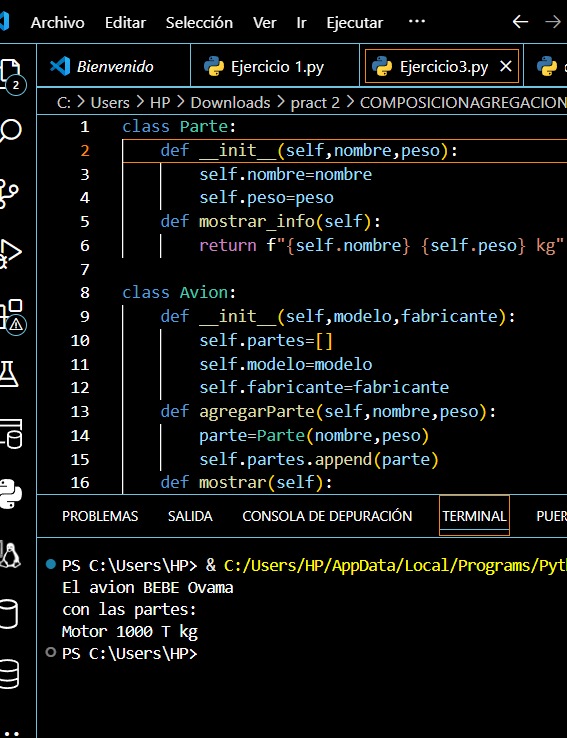 Archivo Editar Selección Ver Ir Ejecutar ···
Bienvenido Ejercicio 1.py Ejercicio3.py
C: > Users > HP > Downloads > pract 2 > COMPOSICIONAGREGACION
1 class Parte:
2 def __init__(self,nombre,peso):
3 self.nombre=nombre
4 self.peso=peso
5 def mostrar_info(self):
6 return f"{self.nombre} {self.peso} kg"
7
8 class Avion:
9 def __init__(self,modelo,fabricante):
10 self.partes=[]
11 self.modelo=modelo
12 self.fabricante=fabricante
13 def agregarParte(self,nombre,peso):
14 parte=Parte(nombre,peso)
15 self.partes.append(parte)
16 def mostrar(self):
2
PROBLEMAS SALIDA CONSOLA DE DEPURACIÓN TERMINAL PUER
PS C:\Users\HP> & C:/Users/HP/AppData/Local/Programs/Pyt
El avion BEBE Ovama
con las partes:
Motor 1000 T kg
PS C:\Users\HP>